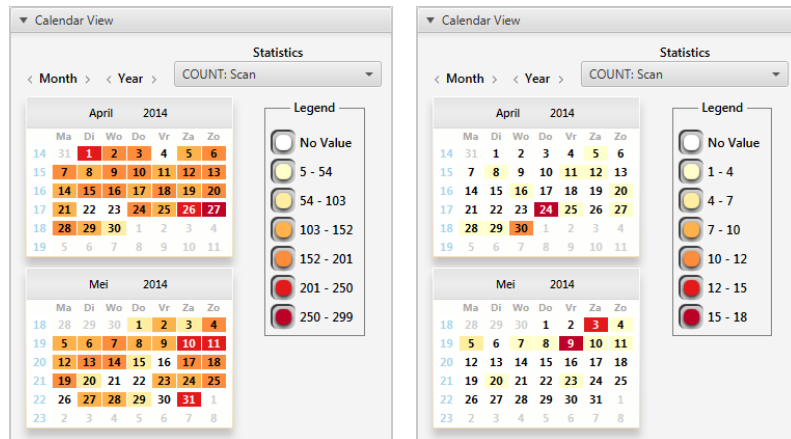 Calendar View
Statistics
< Month > < Year > COUNT: Scan
April 2014
Ma Di Wo Do Vr Za Zo
14 31 1 2 3 4 5 6
15 7 8 9 10 11 12 13
16 14 15 16 17 18 19 20
17 21 22 23 24 25 26 27
18 28 29 30 1 2 3 4
19 5 6 7 8 9 10 11
Mei 2014
Ma Di Wo Do Vr Za Zo
18 28 29 30 1 2 3 4
19 5 6 7 8 9 10 11
20 12 13 14 15 16 17 18
21 19 20 21 22 23 24 25
22 26 27 28 29 30 31 1
23 2 3 4 5 6 7 8
Legend
No Value
5 - 54
54 - 103
103 - 152
152 - 201
201 - 250
250 - 299
Calendar View
Statistics
< Month > < Year > COUNT: Scan
April 2014
Ma Di Wo Do Vr Za Zo
14 31 1 2 3 4 5 6
15 7 8 9 10 11 12 13
16 14 15 16 17 18 19 20
17 21 22 23 24 25 26 27
18 28 29 30 1 2 3 4
19 5 6 7 8 9 10 11
Mei 2014
Ma Di Wo Do Vr Za Zo
18 28 29 30 1 2 3 4
19 5 6 7 8 9 10 11
20 12 13 14 15 16 17 18
21 19 20 21 22 23 24 25
22 26 27 28 29 30 31 1
23 2 3 4 5 6 7 8
Legend
No Value
1 - 4
4 - 7
7 - 10
10 - 12
12 - 15
15 - 18